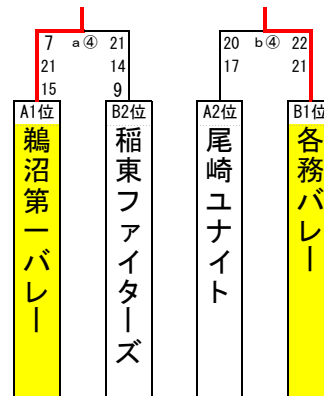 7 a④ 21
21 14
15 9
20 b④ 22
17 21
A1位
B2位
A2位
B1位
鵜沼第一バレー
稲東ファイターズ
尾崎ユナイト
各務バレー